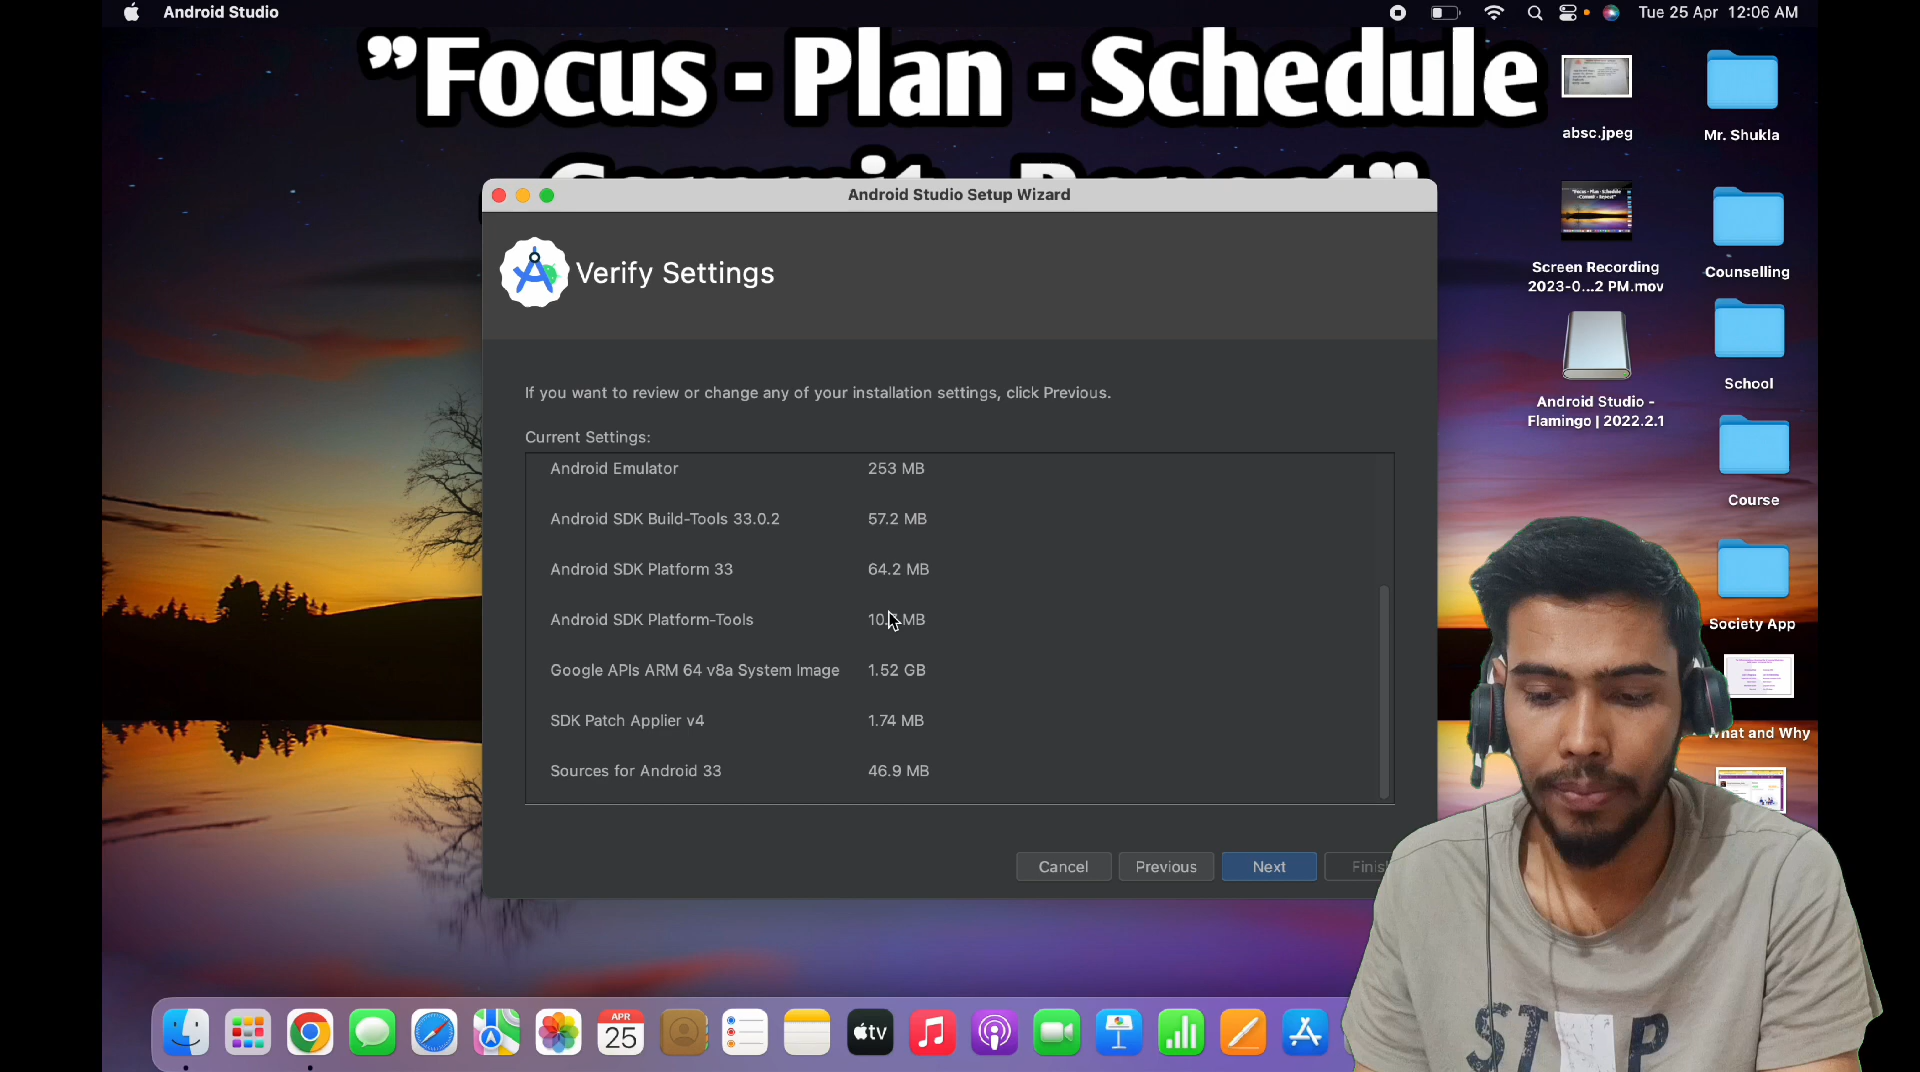 Android Studio
Tue 25 Apr 12:06 AM
"Focus - Plan - Schedule
Commit - Repeat"
absc.jpeg
Mr. Shukla
Screen Recording
2023-0...2 PM.mov
Counselling
School
Android Studio -
Flamingo | 2022.2.1
Course
Society App
What and Why
Android Studio Setup Wizard
Verify Settings
If you want to review or change any of your installation settings, click Previous.
Current Settings:
Android Emulator 253 MB
Android SDK Build-Tools 33.0.2 57.2 MB
Android SDK Platform 33 64.2 MB
Android SDK Platform-Tools MB
Google APIs ARM 64 v8a System Image 1.52 GB
SDK Patch Applier v4 1.74 MB
Sources for Android 33 46.9 MB
Cancel
Previous
Next
Finish
APR
25
tv